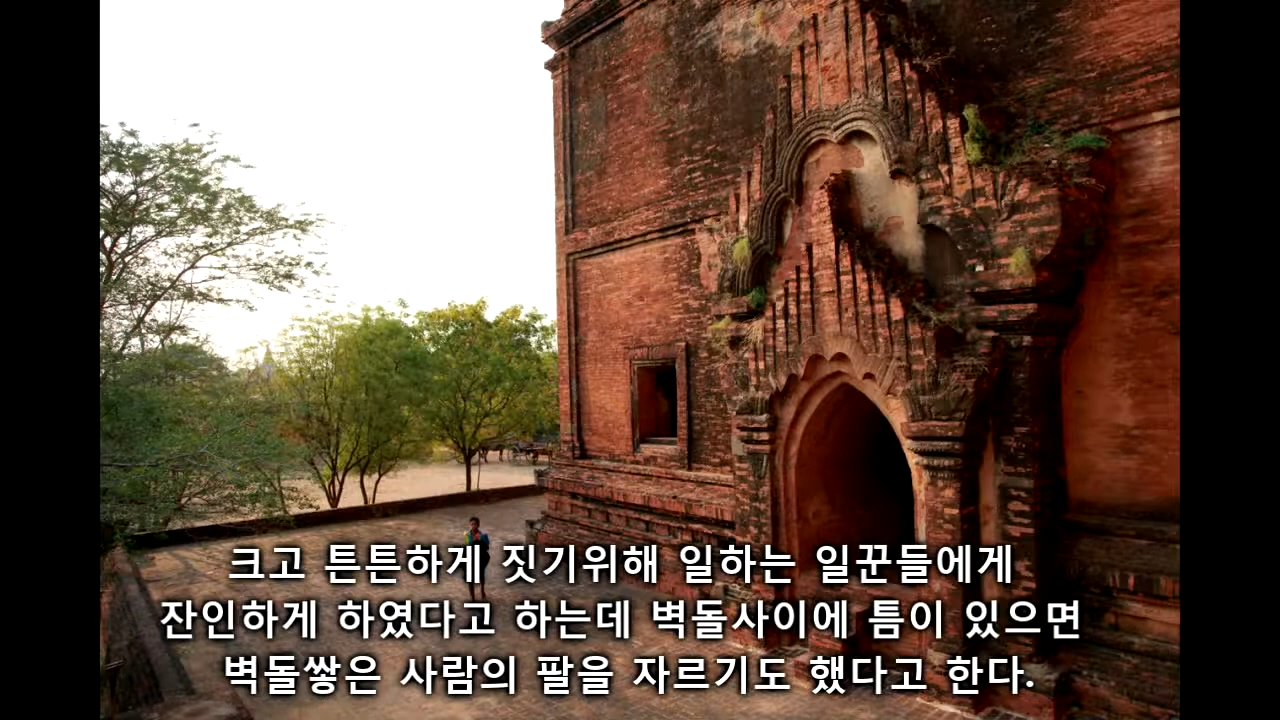 크고 튼튼하게 짓기위해 일하는 일꾼들에게
잔인하게 하였다고 하는데 벽돌사이에 틈이 있으면
벽돌쌓은 사람의 팔을 자르기도 했다고 한다.